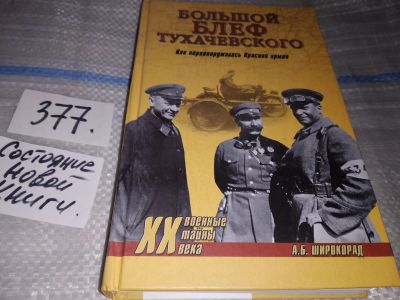 БОЛЬШОЙ
БЛЕФ
ТУХАЧЕВСКОГО
Как перевооружалась Красная армия
377.
Состояние
новой
книги.
XX
военные
тайны
века
А.Б. ШИРОКОРАД